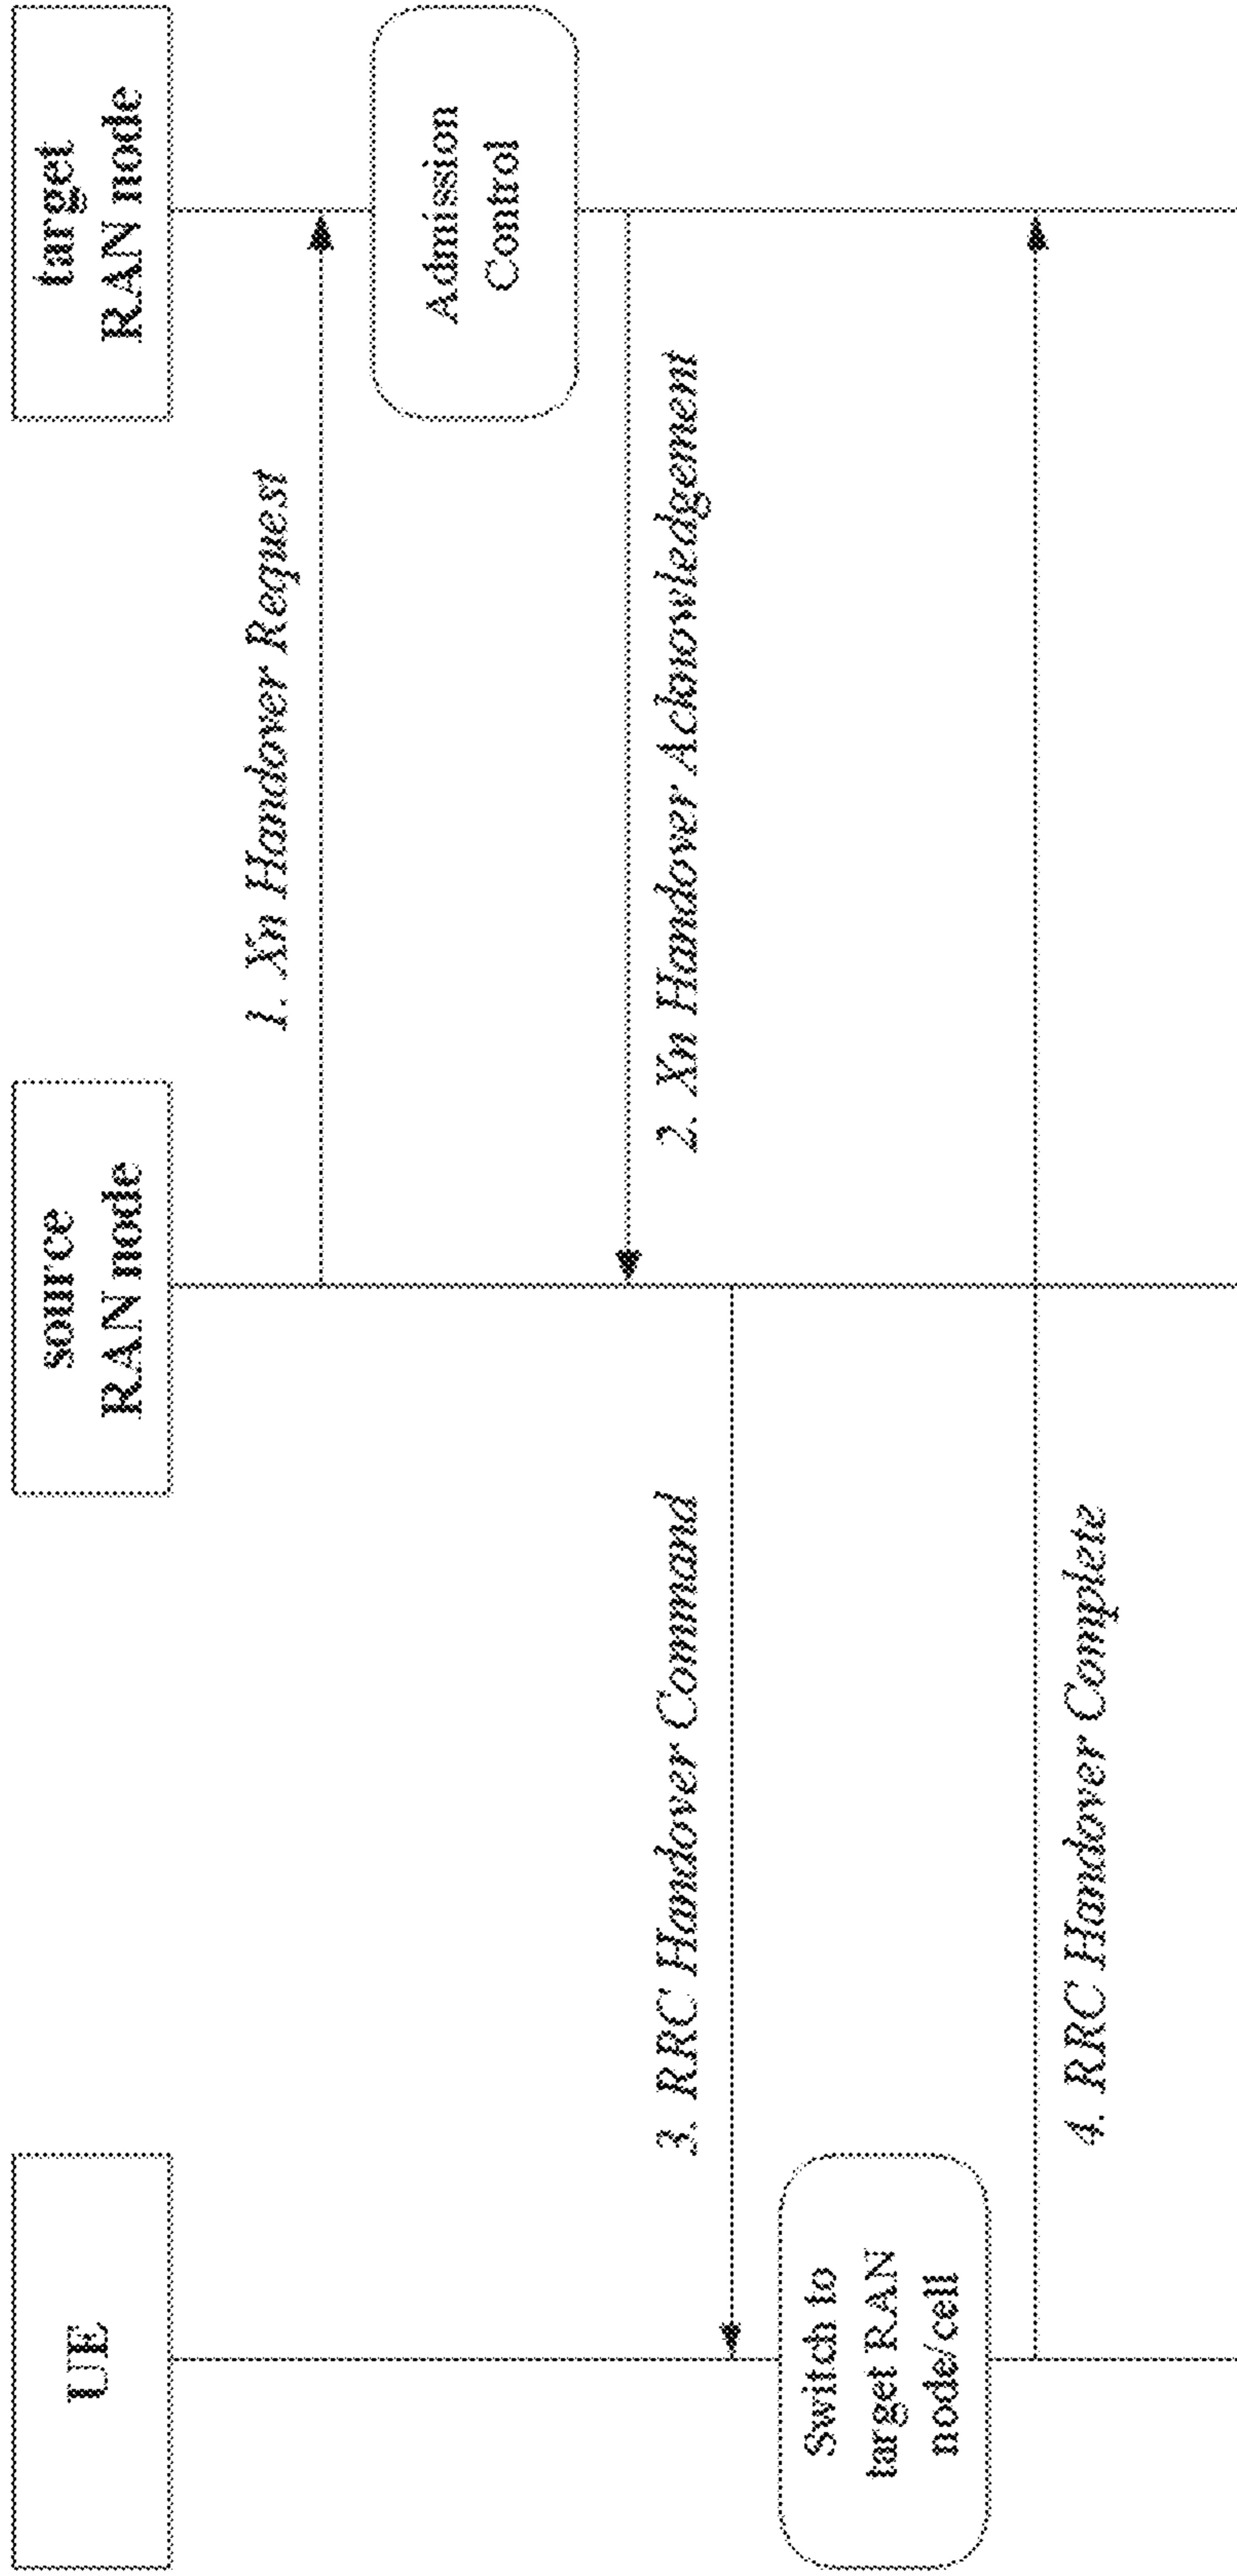 UE
source
RAN node
target
RAN node
1. Xn Handover Request
Admission
Control
2. Xn Handover Acknowledgement
3. RRC Handover Command
Switch to
target RAN
node/cell
4. RRC Handover Complete